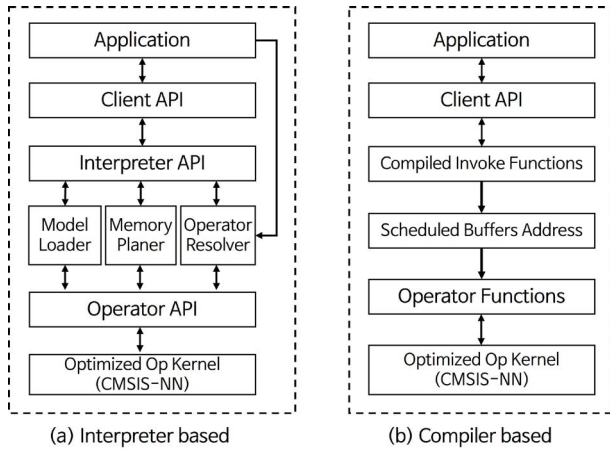 Application
Client API
Interpreter API
Model
Loader
Memory
Planer
Operator
Resolver
Operator API
Optimized Op Kernel
(CMSIS-NN)
(a) Interpreter based
Application
Client API
Compiled Invoke Functions
Scheduled Buffers Address
Operator Functions
Optimized Op Kernel
(CMSIS-NN)
(b) Compiler based